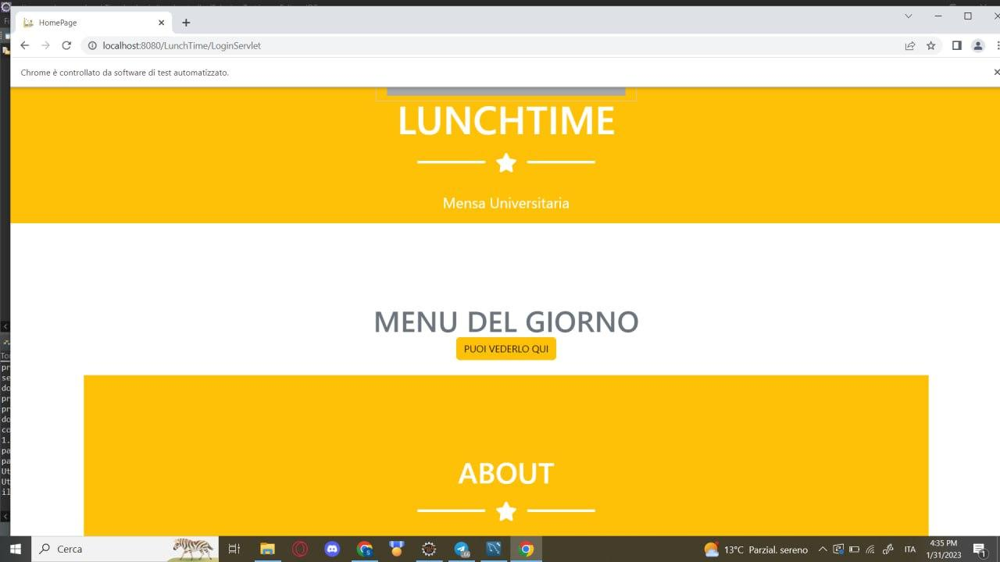 HomePage
localhost:8080/LunchTime/LoginServlet
Chrome è controllato da software di test automatizzato.
LUNCHTIME
Mensa Universitaria
MENU DEL GIORNO
PUOI VEDERLO QUI
ABOUT
Cerca
13°C Parzial. sereno
ITA
4:35 PM
1/31/2023